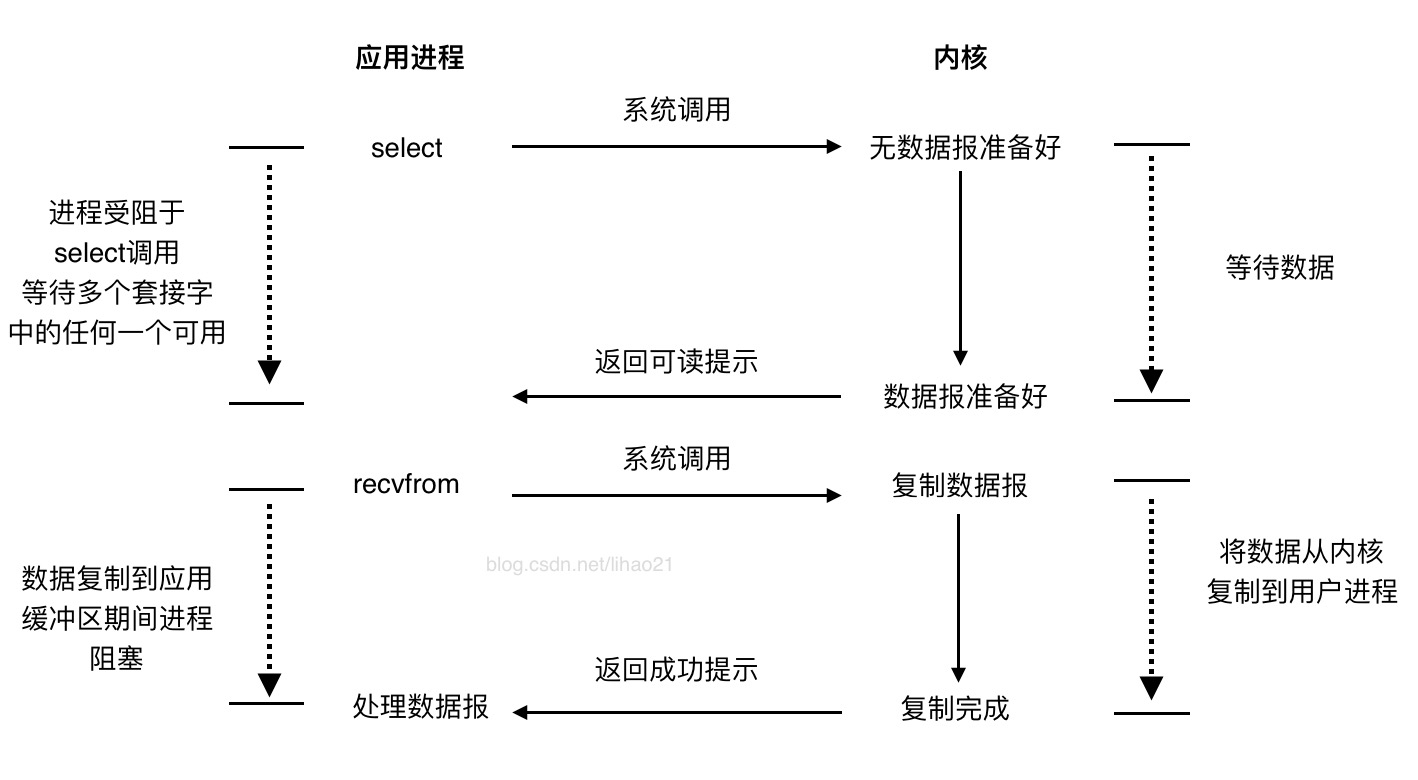 应用进程
内核
系统调用
select
无数据报准备好
进程受阻于
select调用
等待多个套接字
中的任何一个可用
等待数据
返回可读提示
数据报准备好
系统调用
recvfrom
复制数据报
blog.csdn.net/lihao21
数据复制到应用
缓冲区期间进程
阻塞
将数据从内核
复制到用户进程
返回成功提示
处理数据报
复制完成